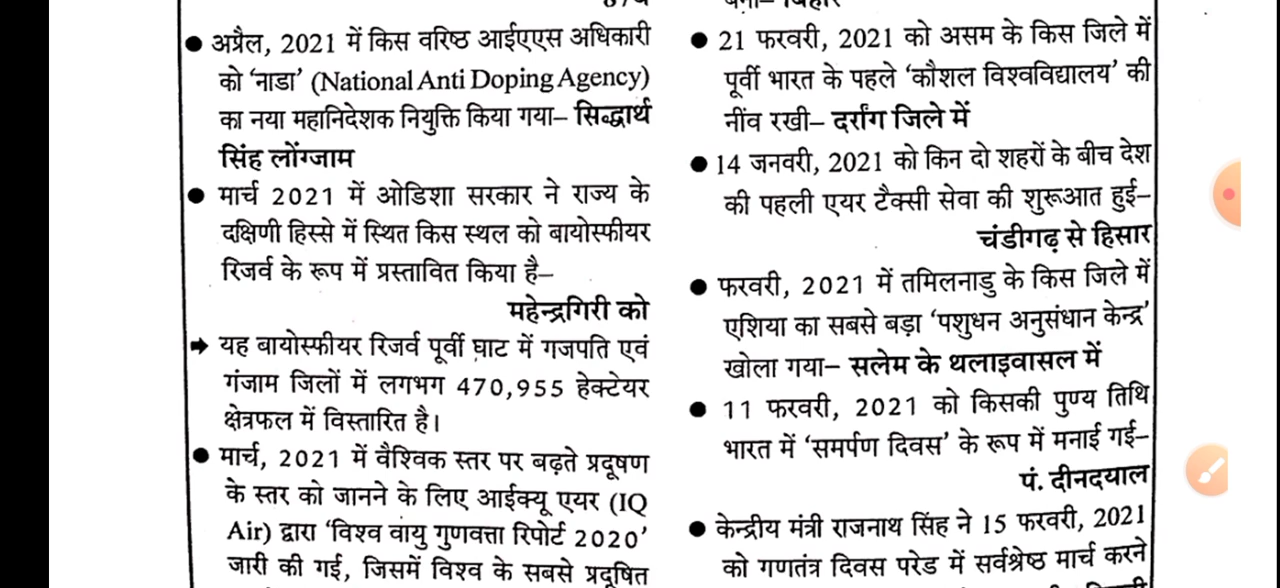 ● अप्रैल, 2021 में किस वरिष्ठ आईएएस अधिकारी
को ‘नाडा’ (National Anti Doping Agency)
का नया महानिदेशक नियुक्ति किया गया– सिद्धार्थ
सिंह लोंग्जाम
● मार्च 2021 में ओडिशा सरकार ने राज्य के
दक्षिणी हिस्से में स्थित किस स्थल को बायोस्फीयर
रिजर्व के रूप में प्रस्तावित किया है–
महेन्द्रगिरी को
➔ यह बायोस्फीयर रिजर्व पूर्वी घाट में गजपति एवं
गंजाम जिलों में लगभग 470,955 हेक्टेयर
क्षेत्रफल में विस्तारित है।
● मार्च, 2021 में वैश्विक स्तर पर बढ़ते प्रदूषण
के स्तर को जानने के लिए आईक्यू एयर (IQ
Air) द्वारा ‘विश्व वायु गुणवत्ता रिपोर्ट 2020’
जारी की गई, जिसमें विश्व के सबसे प्रदूषित
● 21 फरवरी, 2021 को असम के किस जिले में
पूर्वी भारत के पहले ‘कौशल विश्वविद्यालय’ की
नींव रखी– दर्रांग जिले में
● 14 जनवरी, 2021 को किन दो शहरों के बीच देश
की पहली एयर टैक्सी सेवा की शुरूआत हुई–
चंडीगढ़ से हिसार
● फरवरी, 2021 में तमिलनाडु के किस जिले में
एशिया का सबसे बड़ा ‘पशुधन अनुसंधान केन्द्र’
खोला गया– सलेम के थलाइवासल में
● 11 फरवरी, 2021 को किसकी पुण्य तिथि
भारत में ‘समर्पण दिवस’ के रूप में मनाई गई–
पं. दीनदयाल
● केन्द्रीय मंत्री राजनाथ सिंह ने 15 फरवरी, 2021
को गणतंत्र दिवस परेड में सर्वश्रेष्ठ मार्च करने